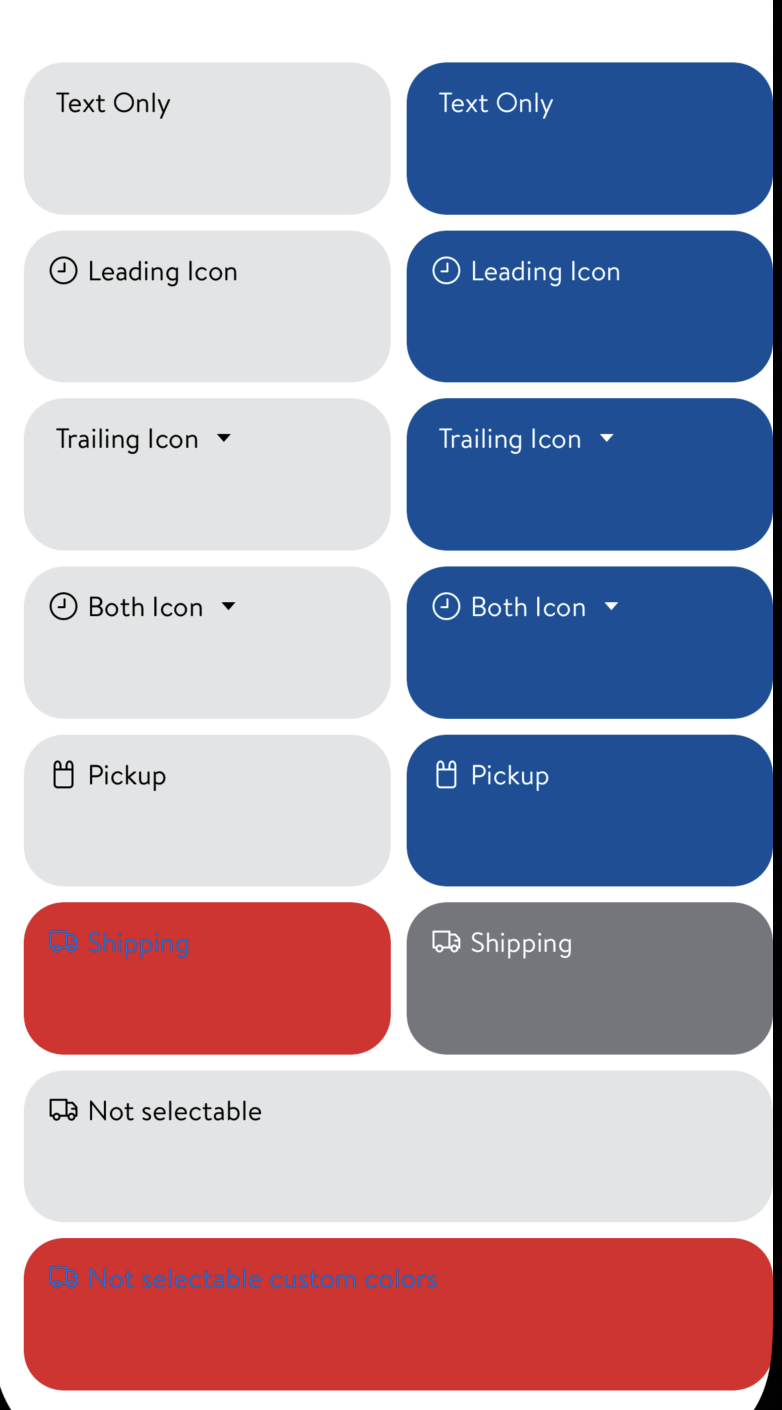 Text Only
Text Only
Leading Icon
Leading Icon
Trailing Icon
Trailing Icon
Both Icon
Both Icon
Pickup
Pickup
Shipping
Shipping
Not selectable
Not selectable custom colors